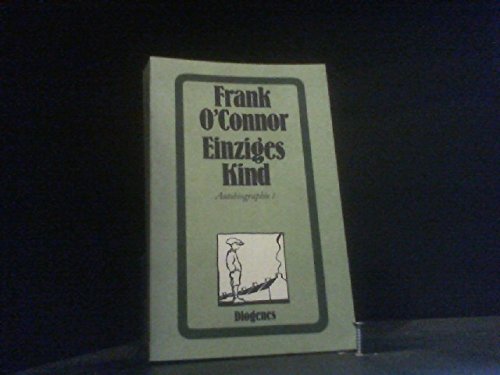 Frank
O'Connor
Einziges
Kind
Autobiographie I
Diogenes